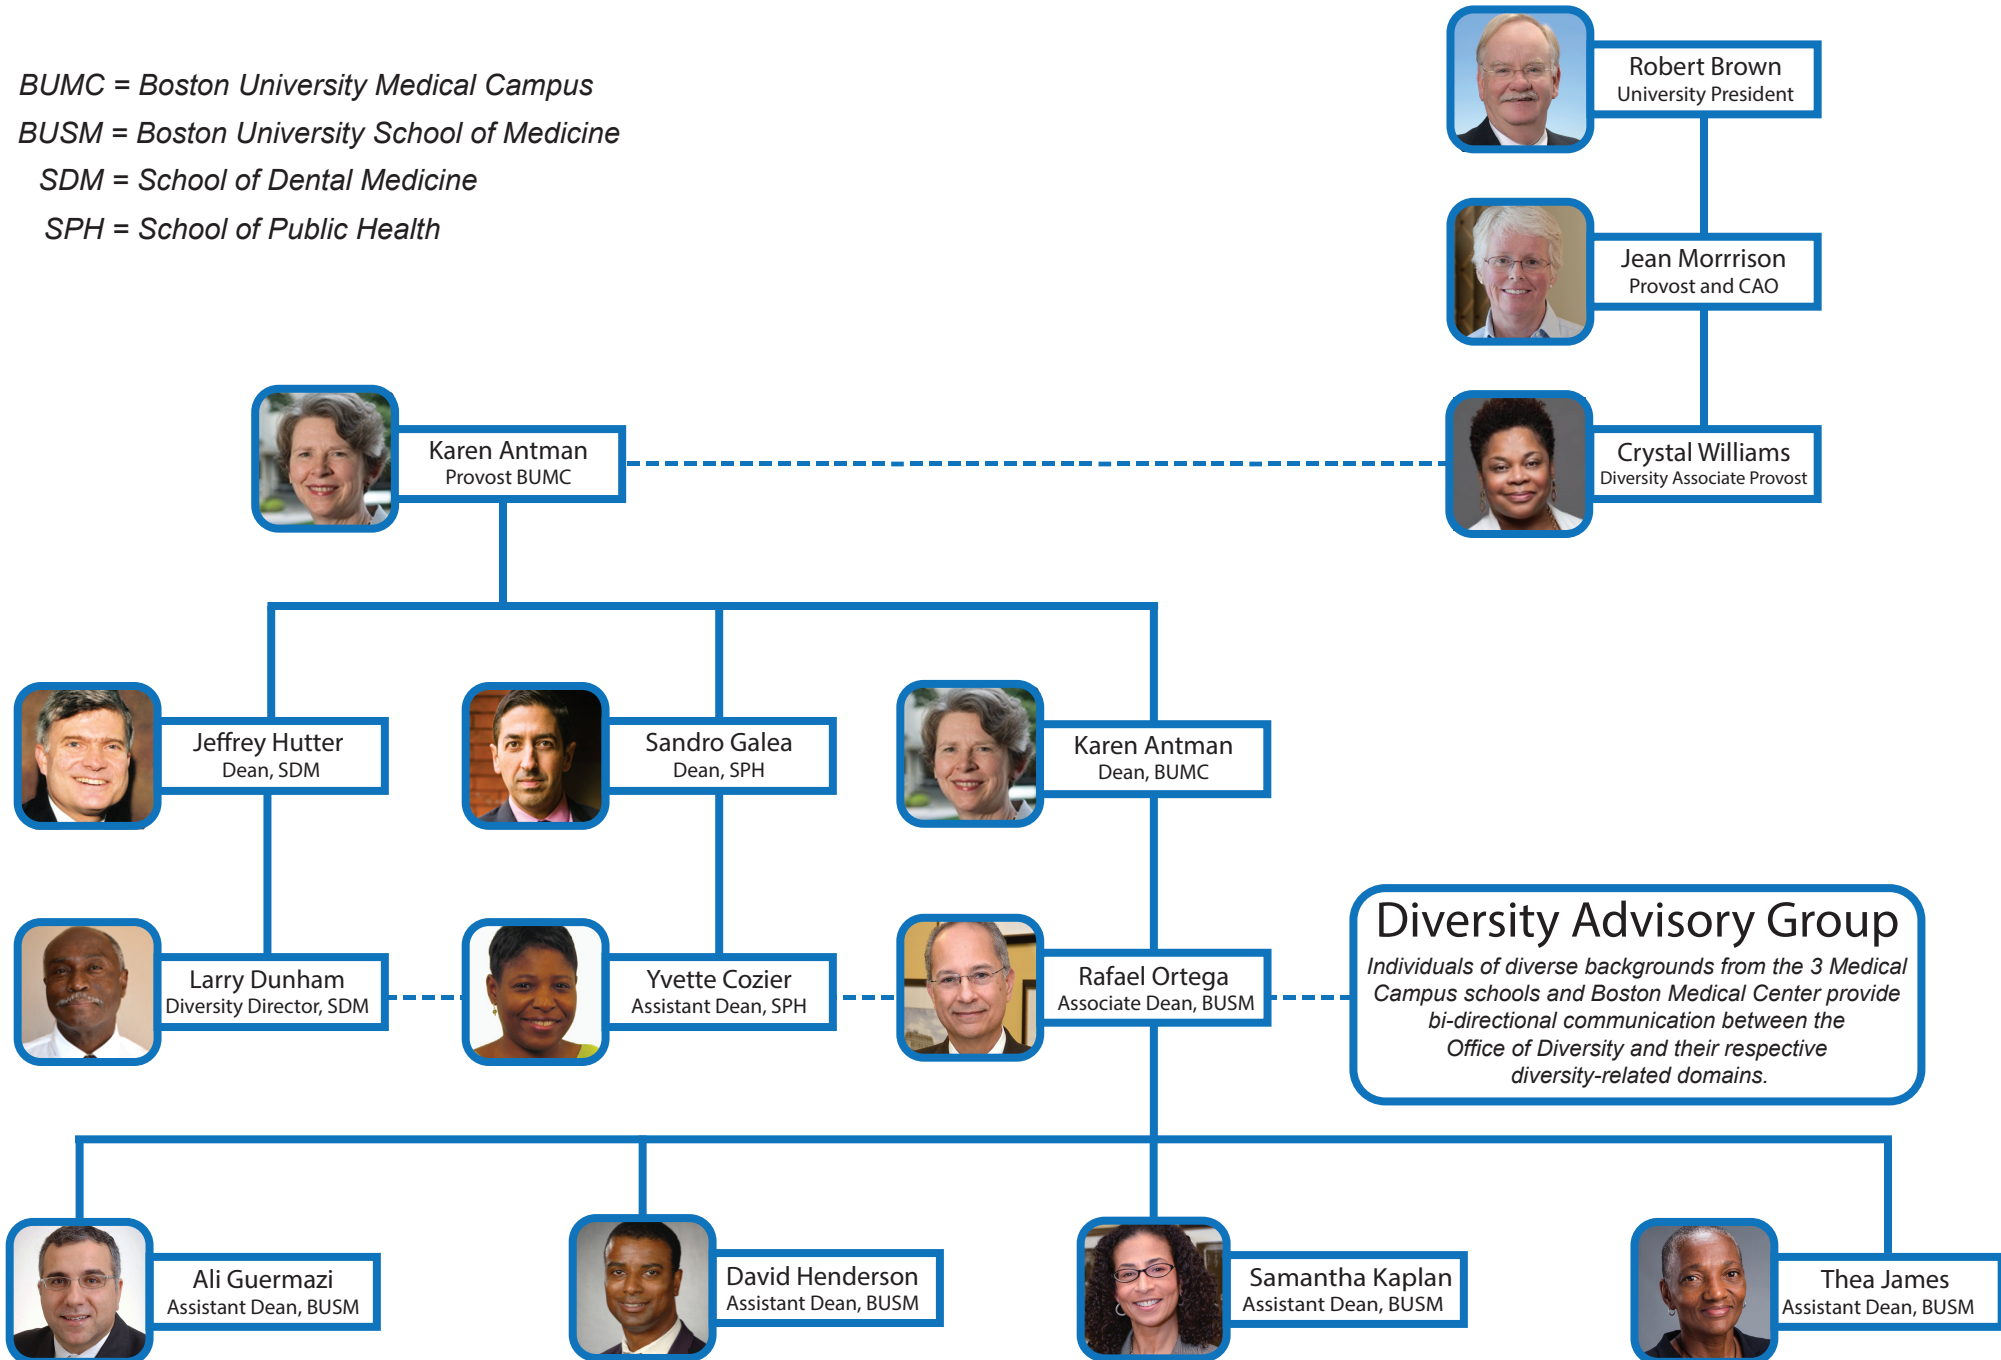 BUMC = Boston University Medical Campus
BUSM = Boston University School of Medicine
SDM = School of Dental Medicine
SPH = School of Public Health
Robert Brown
University President
Jean Morrrison
Provost and CAO
Karen Antman
Provost BUMC
Crystal Williams
Diversity Associate Provost
Jeffrey Hutter
Dean, SDM
Sandro Galea
Dean, SPH
Karen Antman
Dean, BUMC
Larry Dunham
Diversity Director, SDM
Yvette Cozier
Assistant Dean, SPH
Rafael Ortega
Associate Dean, BUSM
Diversity Advisory Group
Individuals of diverse backgrounds from the 3 Medical
Campus schools and Boston Medical Center provide
bi-directional communication between the
Office of Diversity and their respective
diversity-related domains.
Ali Guermazi
Assistant Dean, BUSM
David Henderson
Assistant Dean, BUSM
Samantha Kaplan
Assistant Dean, BUSM
Thea James
Assistant Dean, BUSM